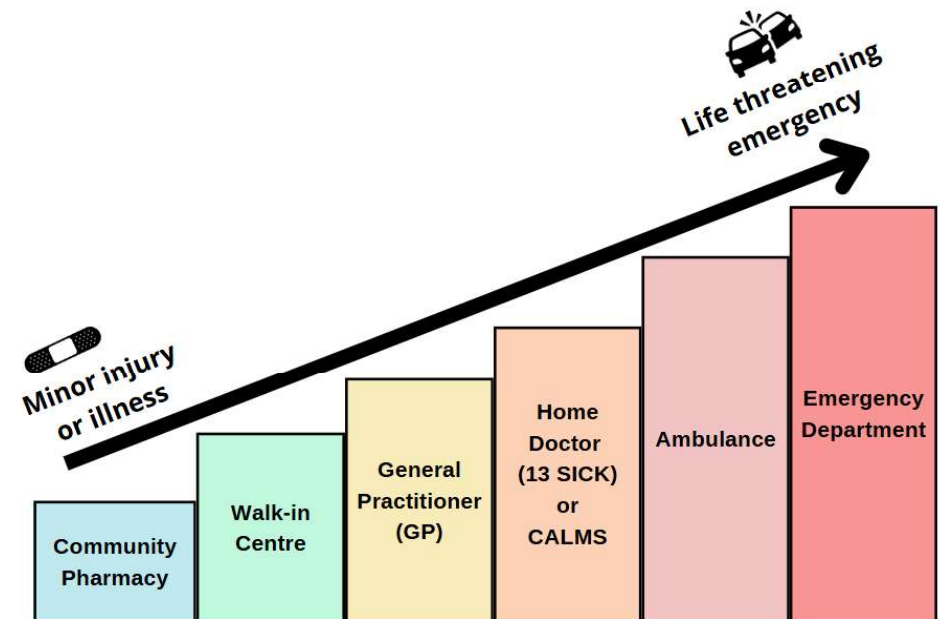 Life threatening
emergency
Minor injury
or illness
Community
Pharmacy
Walk-in
Centre
General
Practitioner
(GP)
Home
Doctor
(13 SICK)
or
CALMS
Ambulance
Emergency
Department